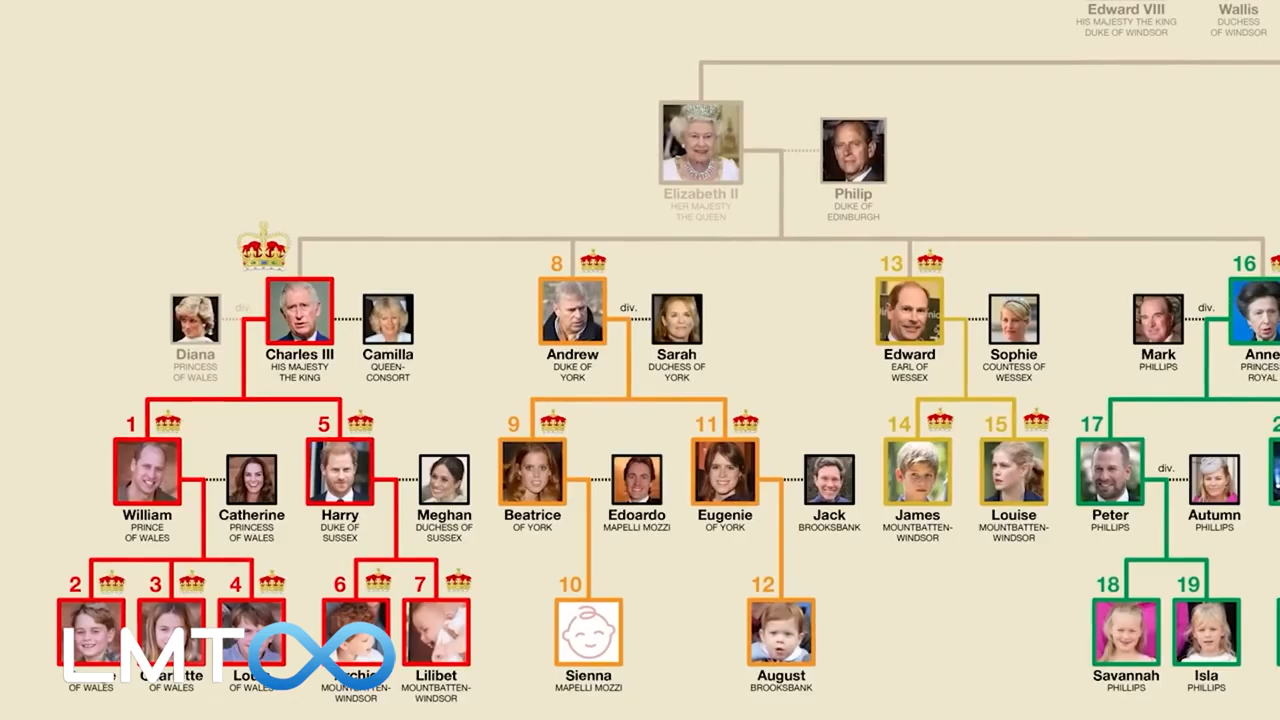 Edward VIII
HIS MAJESTY THE KING
DUKE OF WINDSOR
Wallis
DUCHESS
OF WINDSOR
Elizabeth II
HER MAJESTY
THE QUEEN
Philip
DUKE OF
EDINBURGH
8
13
16
div.
div.
div.
Diana
PRINCESS
OF WALES
Charles III
HIS MAJESTY
THE KING
Camilla
QUEEN-
CONSORT
Andrew
DUKE OF
YORK
Sarah
DUCHESS OF
YORK
Edward
EARL OF
WESSEX
Sophie
COUNTESS OF
WESSEX
Mark
PHILLIPS
Anne
PRINCES
ROYAL
1
5
9
11
14
15
17
2
div.
William
PRINCE
OF WALES
Catherine
PRINCESS
OF WALES
Harry
DUKE OF
SUSSEX
Meghan
DUCHESS OF
SUSSEX
Beatrice
OF YORK
Edoardo
MAPELLI MOZZI
Eugenie
OF YORK
Jack
BROOKSBANK
James
MOUNTBATTEN-
WINDSOR
Louise
MOUNTBATTEN-
WINDSOR
Peter
PHILLIPS
Autumn
PHILLIPS
2
3
4
6
7
10
12
18
19
LMT
OF WALES
OF WALES
OF WALES
Archie
MOUNTBATTEN-
WINDSOR
Lilibet
MOUNTBATTEN-
WINDSOR
Sienna
MAPELLI MOZZI
August
BROOKSBANK
Savannah
PHILLIPS
Isla
PHILLIPS